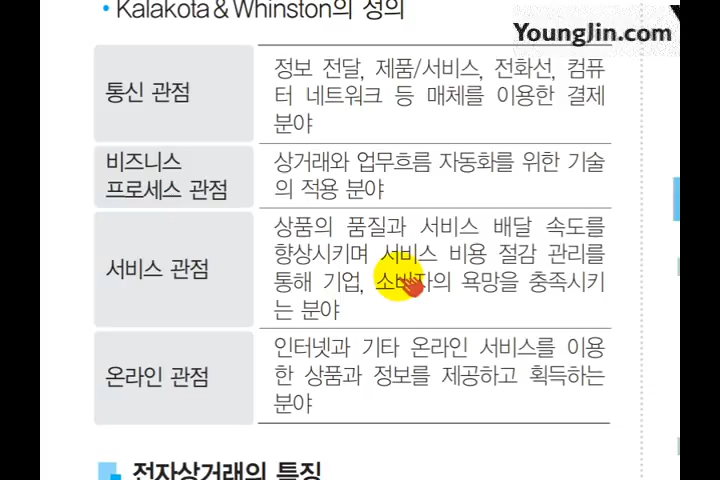 • Kalakota & Whinston의 정의
YoungJin.com
통신 관점
정보 전달, 제품/서비스, 전화선, 컴퓨
터 네트워크 등 매체를 이용한 결제
분야
비즈니스
프로세스 관점
상거래와 업무흐름 자동화를 위한 기술
의 적용 분야
서비스 관점
상품의 품질과 서비스 배달 속도를
향상시키며 서비스 비용 절감 관리를
통해 기업, 소비자의 욕망을 충족시키
는 분야
온라인 관점
인터넷과 기타 온라인 서비스를 이용
한 상품과 정보를 제공하고 획득하는
분야
전자상거래의 특징